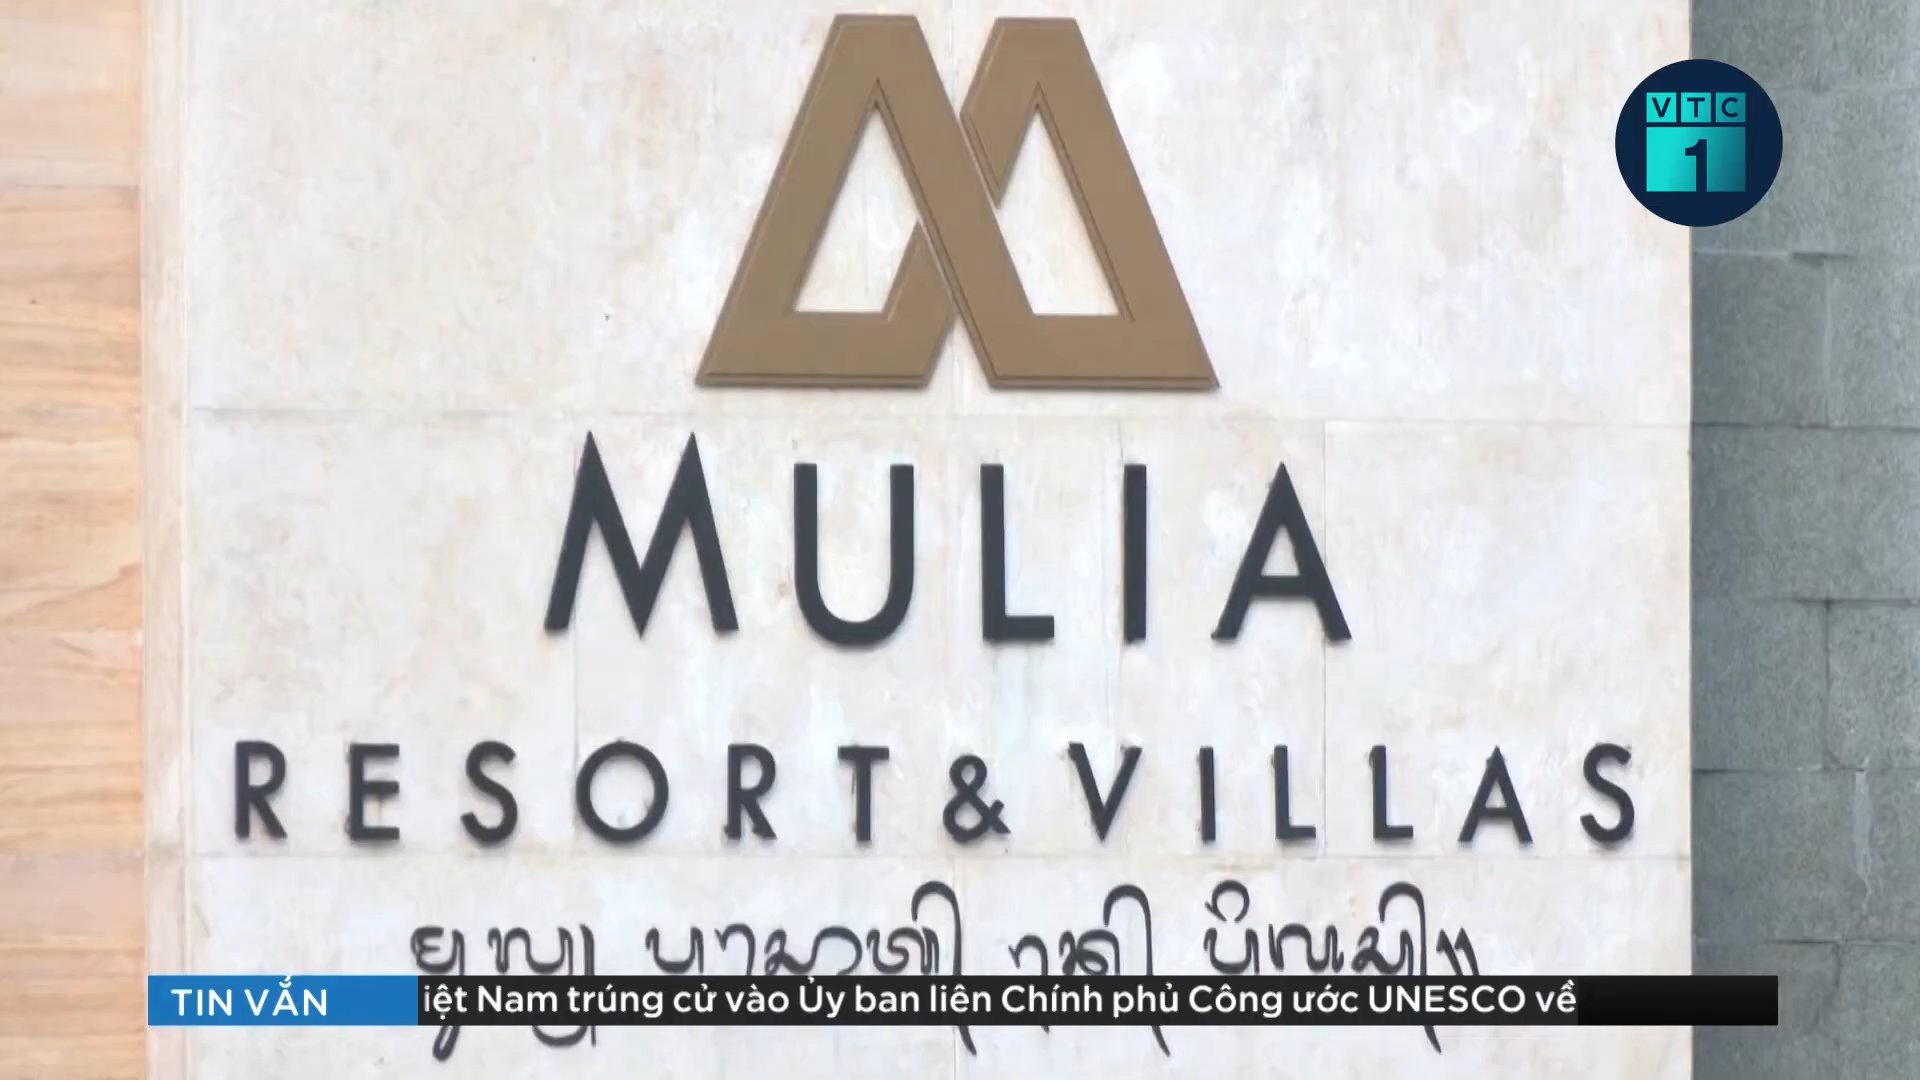 VTC
1
MULIA
RESORT & VILLAS
TIN VẮN
iệt Nam trúng cử vào Ủy ban liên Chính phủ Công ước UNESCO về